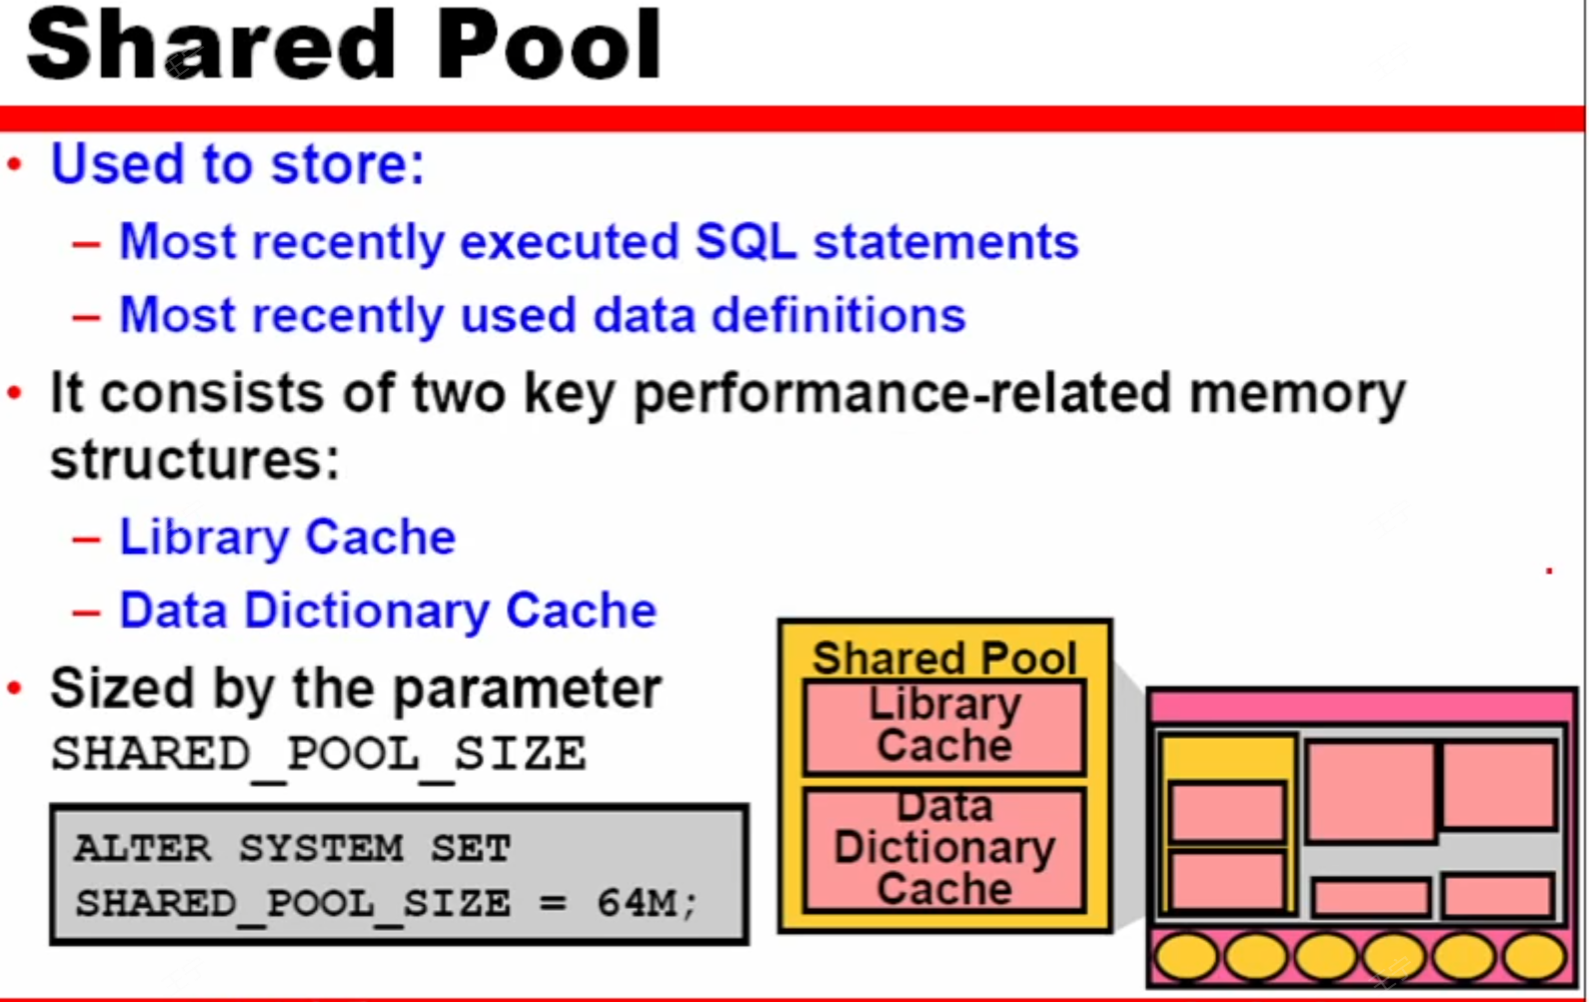 Shared Pool
• Used to store:
– Most recently executed SQL statements
– Most recently used data definitions
• It consists of two key performance-related memory
structures:
– Library Cache
– Data Dictionary Cache
• Sized by the parameter
SHARED_POOL_SIZE
ALTER SYSTEM SET
SHARED_POOL_SIZE = 64M;
Shared Pool
Library
Cache
Data
Dictionary
Cache